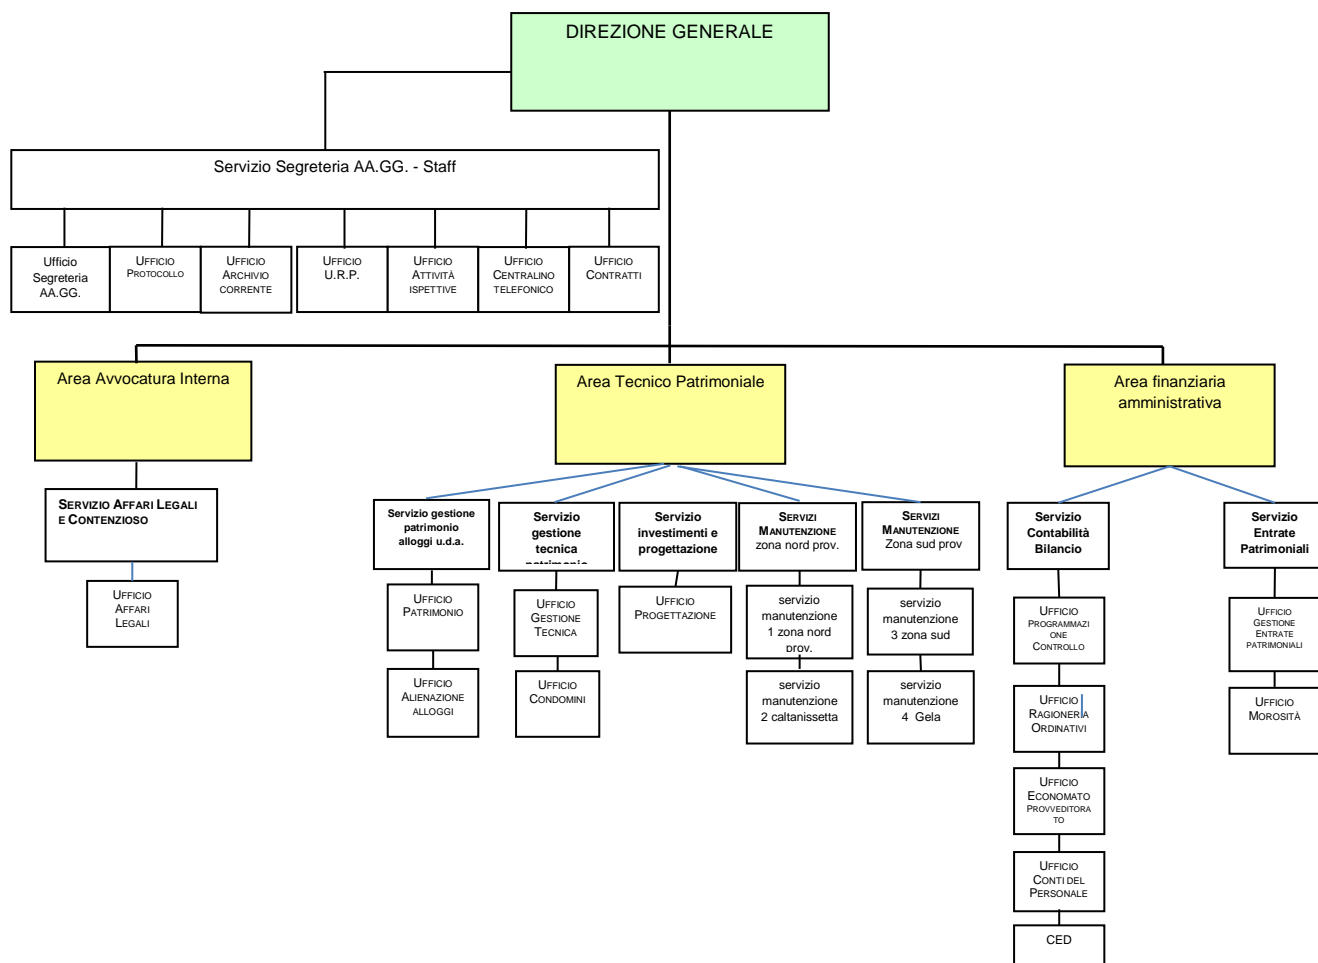 DIREZIONE GENERALE
Servizio Segreteria AA.GG. - Staff
Ufficio
Segreteria
AA.GG.
UFFICIO
PROTOCOLLO
UFFICIO
ARCHIVIO
CORRENTE
UFFICIO
U.R.P.
UFFICIO
ATTIVITÀ
ISPETTIVE
UFFICIO
CENTRALINO
TELEFONICO
UFFICIO
CONTRATTI
Area Avvocatura Interna
Area Tecnico Patrimoniale
Area finanziaria
amministrativa
SERVIZIO AFFARI LEGALI
E CONTENZIOSO
UFFICIO
AFFARI
LEGALI
Servizio gestione
patrimonio
alloggi u.d.a.
UFFICIO
PATRIMONIO
UFFICIO
ALIENAZIONE
ALLOGGI
Servizio
gestione
tecnica
patrimonio
UFFICIO
GESTIONE
TECNICA
UFFICIO
CONDOMINI
Servizio
investimenti e
progettazione
UFFICIO
PROGETTAZIONE
SERVIZI
MANUTENZIONE
zona nord prov.
servizio
manutenzione
1 zona nord
prov.
servizio
manutenzione
2 caltanissetta
SERVIZI
MANUTENZIONE
Zona sud prov
servizio
manutenzione
3 zona sud
servizio
manutenzione
4 Gela
Servizio
Contabilità
Bilancio
UFFICIO
PROGRAMMAZI
ONE
CONTROLLO
UFFICIO
RAGIONERIA
ORDINATIVI
UFFICIO
ECONOMATO
PROVVEDITORA
TO
UFFICIO
CONTI DEL
PERSONALE
CED
Servizio
Entrate
Patrimoniali
UFFICIO
GESTIONE
ENTRATE
PATRIMONIALI
UFFICIO
MOROSITÀ